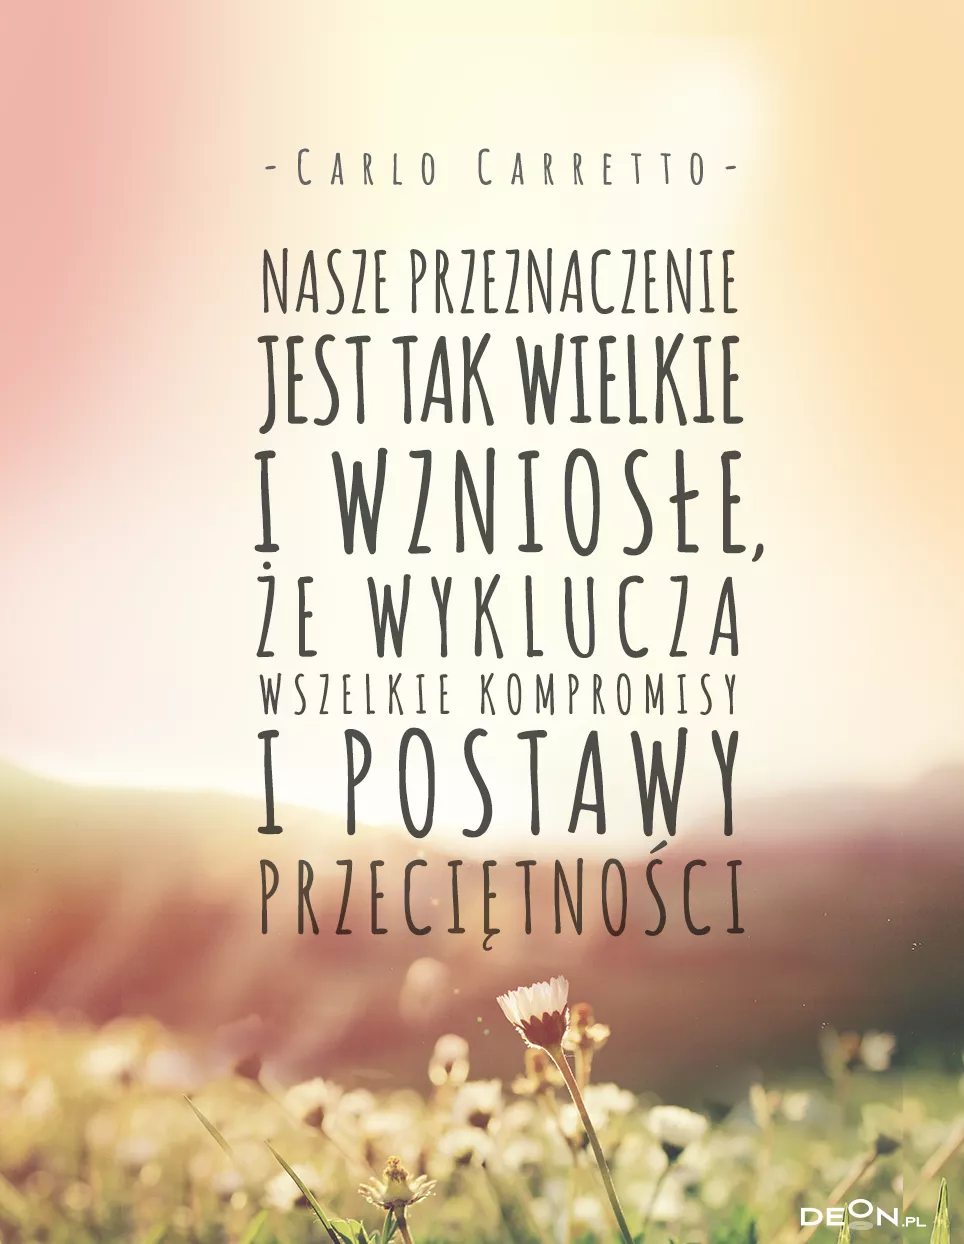 - Carlo Carretto -
NASZE PRZEZNACZENIE
JEST TAK WIELKIE
I WZNIOSŁE,
ŻE WYKLUCZA
WSZELKIE KOMPROMISY
I POSTAWY
PRZECIĘTNOŚCI
DEON.PL